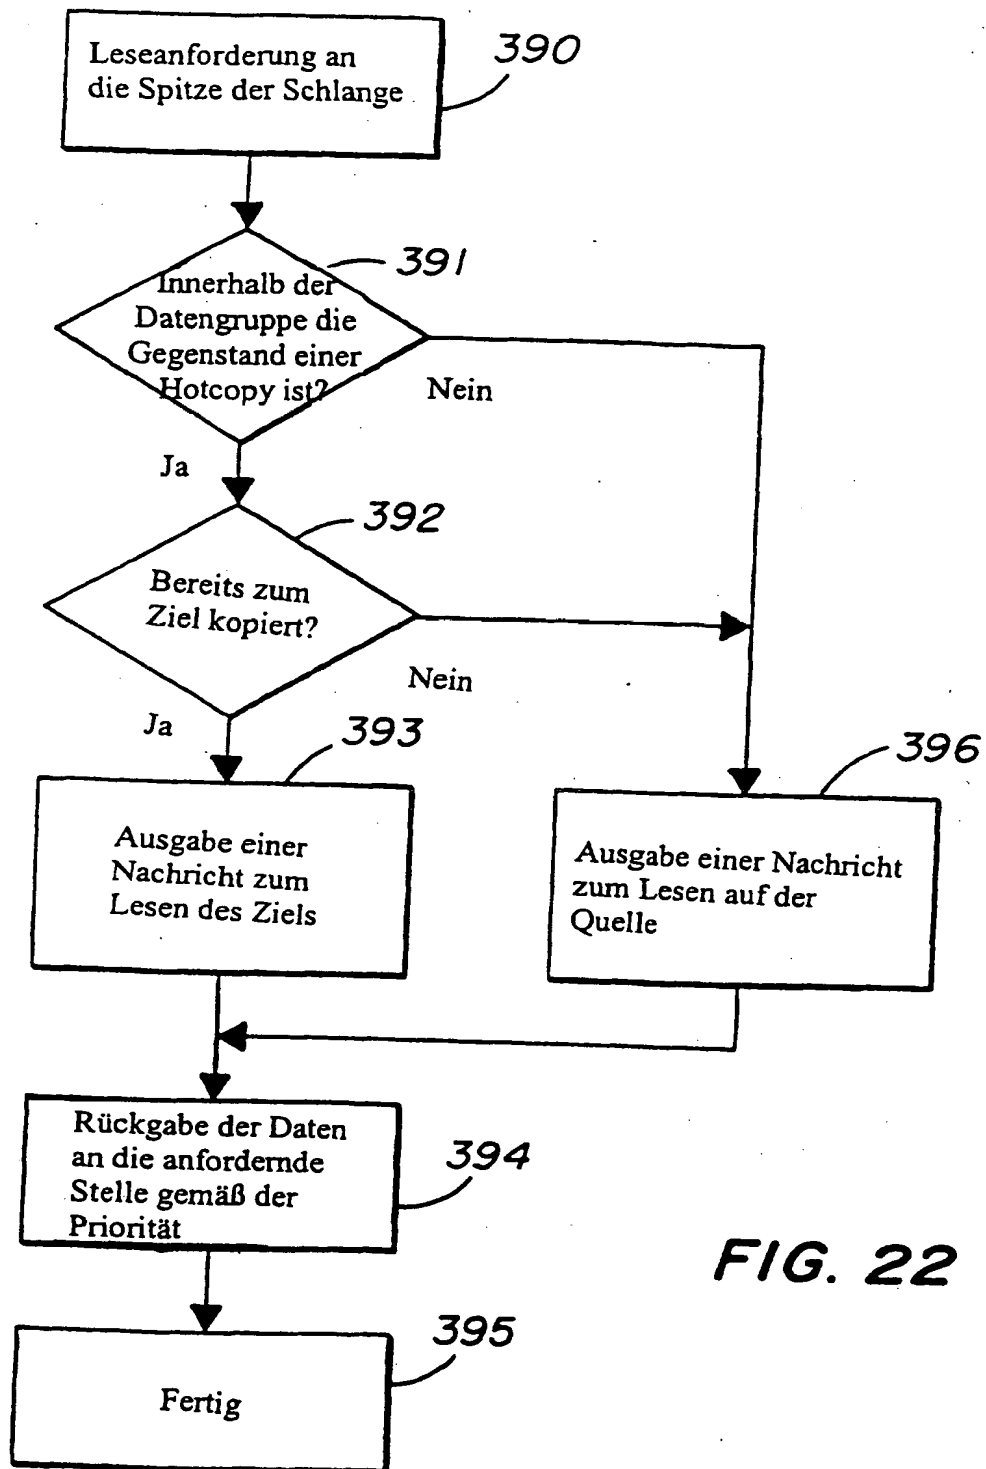 Leseanforderung an
die Spitze der Schlange
390
391
Innerhalb der
Datengruppe die
Gegenstand einer
Hotcopy ist?
Nein
Ja
392
Bereits zum
Ziel kopiert?
Nein
Ja
393
396
Ausgabe einer
Nachricht zum
Lesen des Ziels
Ausgabe einer Nachricht
zum Lesen auf der
Quelle
Rückgabe der Daten
an die anfordernde
Stelle gemäß der
Priorität
394
FIG. 22
395
Fertig